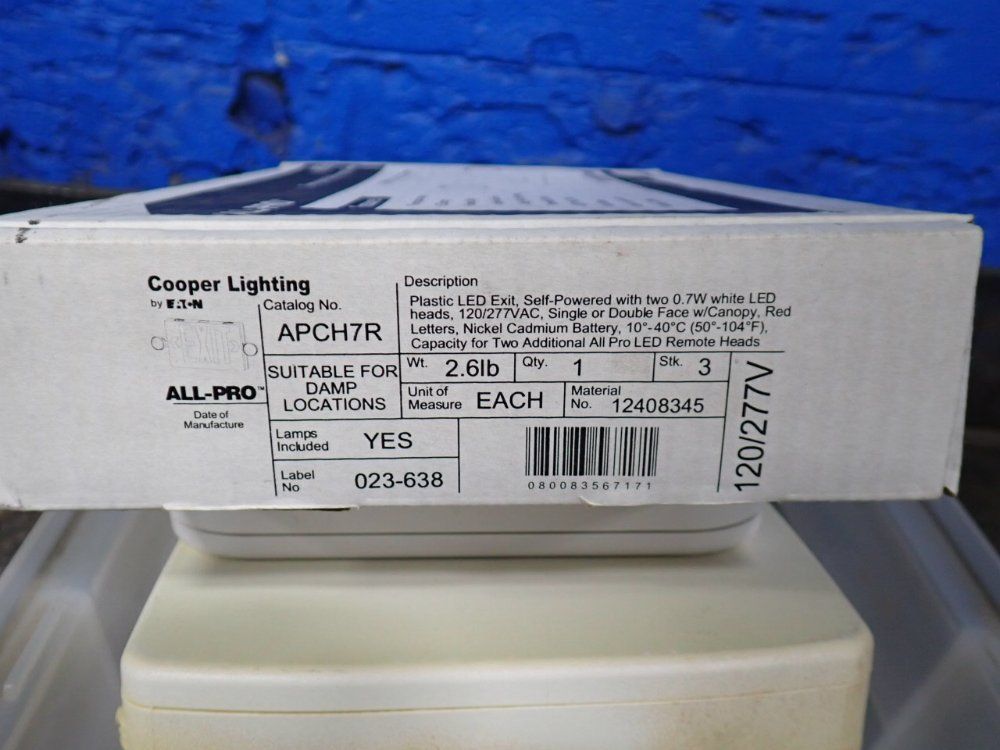 Cooper Lighting
by EATON
ALL-PRO™
Date of
Manufacture
Catalog No.
APCH7R
Description
Plastic LED Exit, Self-Powered with two 0.7W white LED
heads, 120/277VAC, Single or Double Face w/Canopy, Red
Letters, Nickel Cadmium Battery, 10°-40°C (50°-104°F),
Capacity for Two Additional All Pro LED Remote Heads
SUITABLE FOR
DAMP
LOCATIONS
Wt. 2.6lb
Qty. 1
Stk. 3
Unit of
Measure EACH
Material
No. 12408345
Lamps
Included YES
Label
No 023-638
080083567171
120/277V